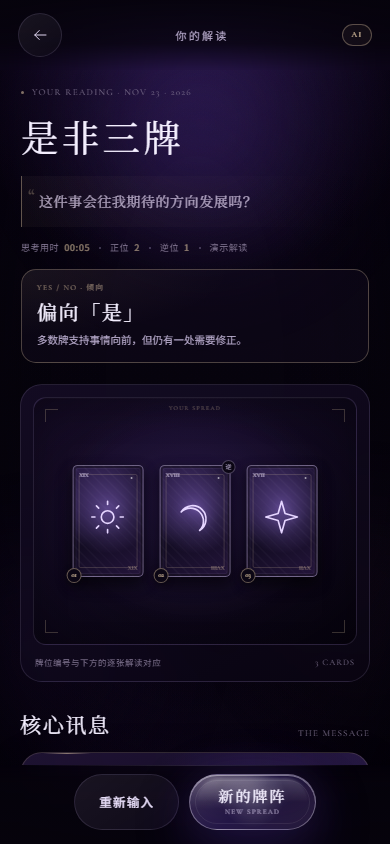 你的解读
AI
• YOUR READING · NOV 23 · 2026
是非三牌
“ 这件事会往我期待的方向发展吗?
思考用时 00:05 · 正位 2 · 逆位 1 · 演示解读
YES / NO · 倾向
偏向「是」
多数牌支持事情向前，但仍有一处需要修正。
YOUR SPREAD
逆
XIX
XVIII
XVII
XIX
XVIII
XVII
01
02
03
牌位编号与下方的逐张解读对应
3 CARDS
核心讯息
THE MESSAGE
重新输入
新的牌阵
NEW SPREAD